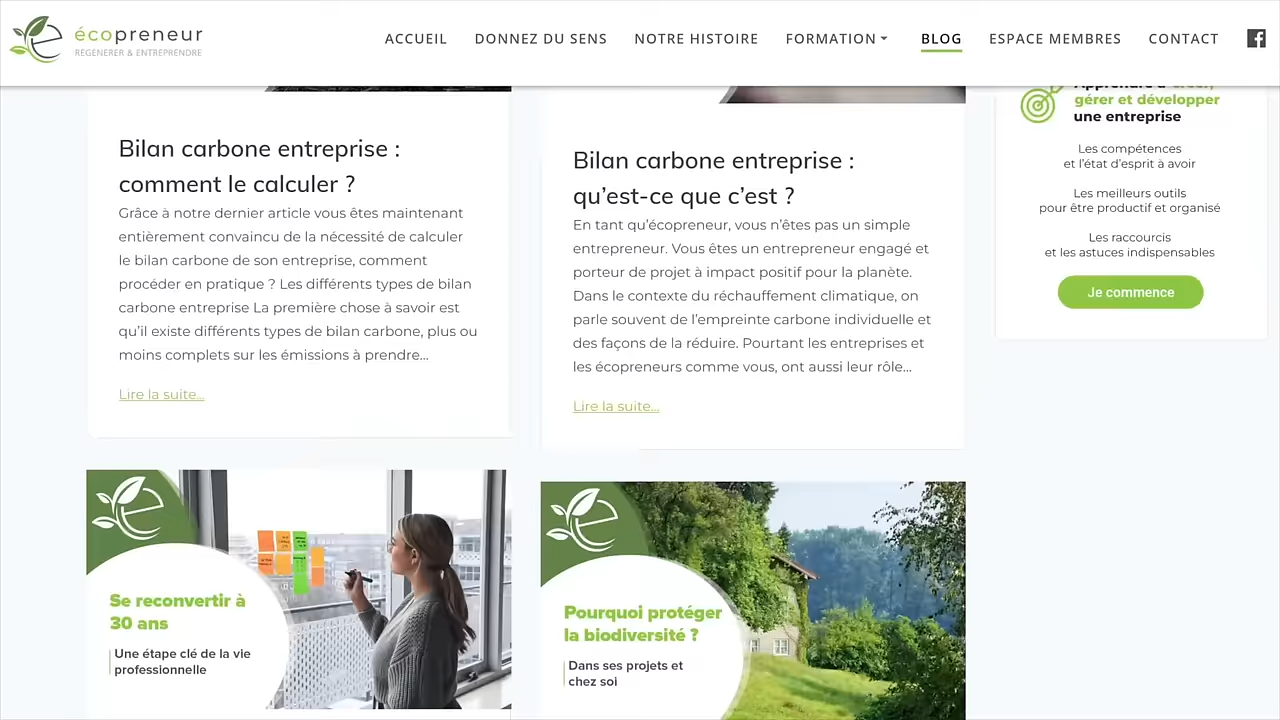 écopreneur
RÉGÉNÉRER & ENTREPRENDRE
ACCUEIL
DONNEZ DU SENS
NOTRE HISTOIRE
FORMATION
BLOG
ESPACE MEMBRES
CONTACT
Bilan carbone entreprise :
comment le calculer ?
Grâce à notre dernier article vous êtes maintenant
entièrement convaincu de la nécessité de calculer
le bilan carbone de son entreprise, comment
procéder en pratique ? Les différents types de bilan
carbone entreprise La première chose à savoir est
qu’il existe différents types de bilan carbone, plus ou
moins complets sur les émissions à prendre…
Lire la suite...
Bilan carbone entreprise :
qu’est-ce que c’est ?
En tant qu’écopreneur, vous n’êtes pas un simple
entrepreneur. Vous êtes un entrepreneur engagé et
porteur de projet à impact positif pour la planète.
Dans le contexte du réchauffement climatique, on
parle souvent de l’empreinte carbone individuelle et
des façons de la réduire. Pourtant les entreprises et
les écopreneurs comme vous, ont aussi leur rôle…
Lire la suite...
Apprendre à créer,
gérer et développer
une entreprise
Les compétences
et l’état d’esprit à avoir
Les meilleurs outils
pour être productif et organisé
Les raccourcis
et les astuces indispensables
Je commence
Se reconvertir à
30 ans
Une étape clé de la vie
professionnelle
Pourquoi protéger
la biodiversité ?
Dans ses projets et
chez soi